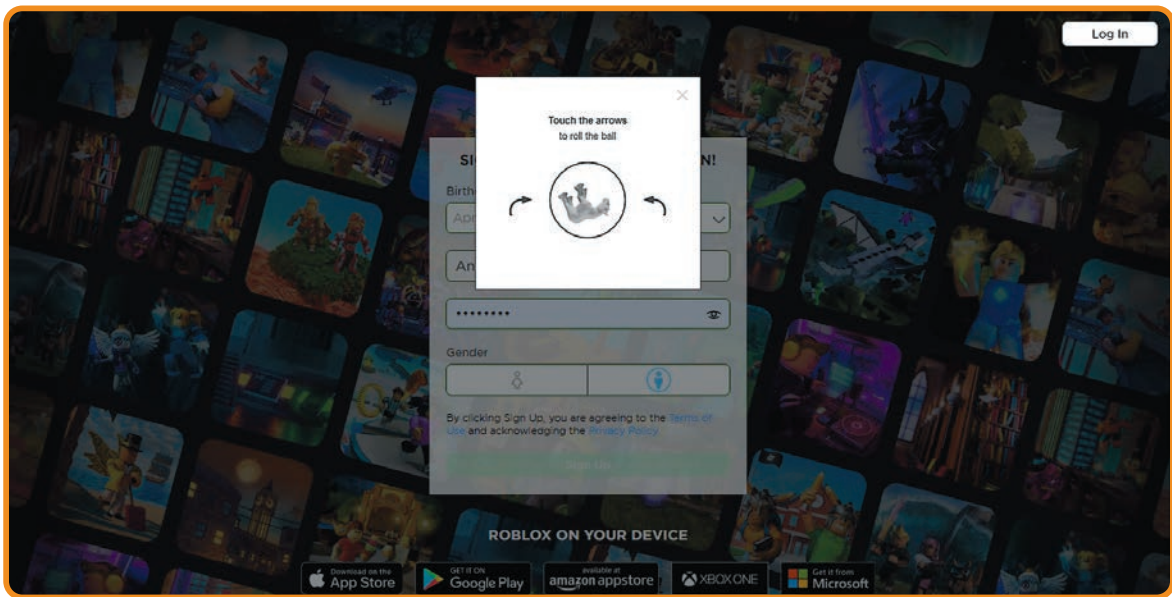 Log In
Touch the arrows
to roll the ball
SI
N!
Birth
An
Gender
By clicking Sign Up, you are agreeing to the Terms of
Use and acknowledging the Privacy Policy
Sign Up
ROBLOX ON YOUR DEVICE
Download on the
App Store
GET IT ON
Google Play
available at
amazon appstore
XBOX ONE
Get it from
Microsoft